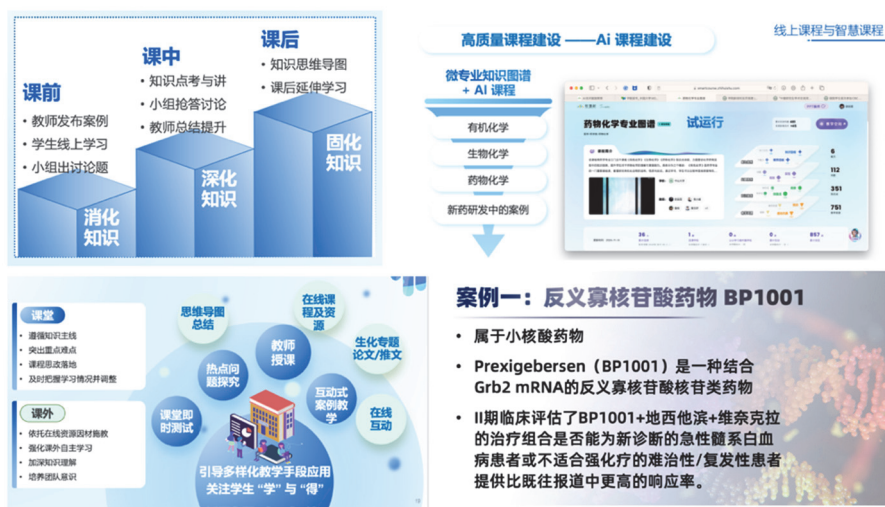 课前
• 教师发布案例
• 学生线上学习
• 小组出讨论题
消化
知识
课中
• 知识点考与讲
• 小组抢答讨论
• 教师总结提升
深化
知识
课后
• 知识思维导图
• 课后延伸学习
固化
知识
线上课程与智慧课程
高质量课程建设 ——Ai 课程建设
微专业知识图谱
+ AI 课程
有机化学
生物化学
药物化学
新药研发中的案例
药物化学专业图谱
试运行
6
112
351
751
课堂
• 遵循知识主线
• 突出重点难点
• 课程思政落地
• 及时把握学习情况并调整
课外
• 依托在线资源因材施教
• 强化课外自主学习
• 加深知识理解
• 培养团队意识
思维导图
总结
在线课
程及资
源
教师
授课
生化专题
论文/推文
热点问
题探究
互动式
案例教
学
课堂即
时测试
在线
互动
引导多样化教学手段应用
关注学生“学”与“得”
案例一：反义寡核苷酸药物 BP1001
• 属于小核酸药物
• Prexigebersen（BP1001）是一种结合
Grb2 mRNA的反义寡核苷酸核苷类药物
• II期临床评估了BP1001+地西他滨+维奈克拉
的治疗组合是否能为新诊断的急性髓系白血
病患者或不适合强化疗的难治性/复发性患者
提供比既往报道中更高的响应率。